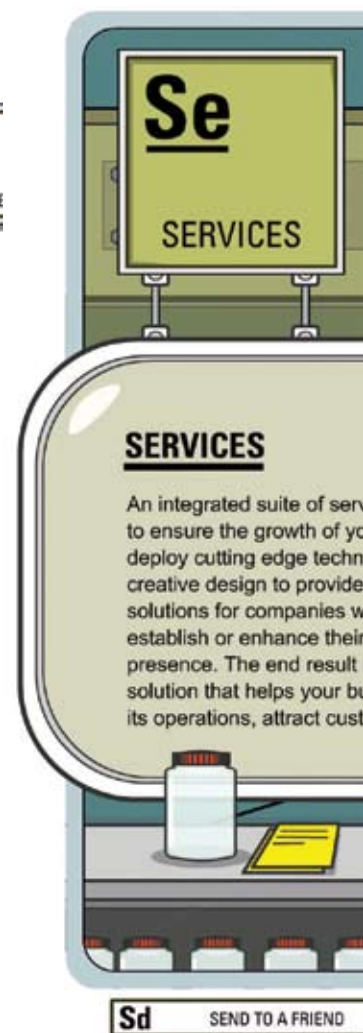 Se
SERVICES
SERVICES
An integrated suite of serv
to ensure the growth of yo
deploy cutting edge techn
creative design to provide
solutions for companies w
establish or enhance their
presence. The end result
solution that helps your bu
its operations, attract cust
Sd SEND TO A FRIEND